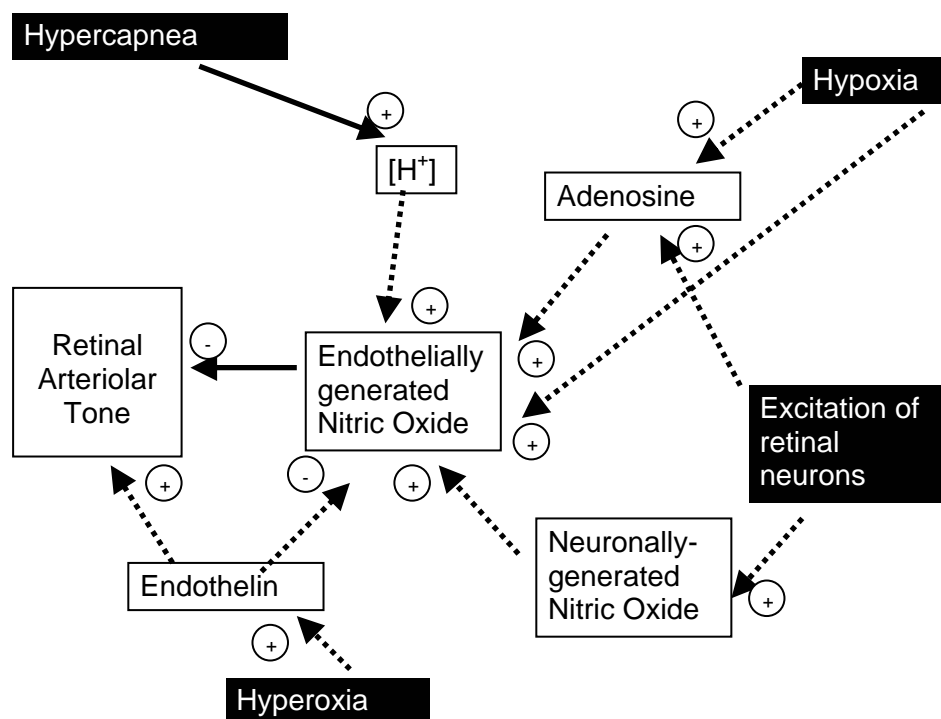 Hypercapnea
+
Hypoxia
[H⁺]
+
Adenosine
+
+
-
Retinal
Arteriolar
Tone
Endothelially
generated
Nitric Oxide
+
+
Excitation of
retinal
neurons
+
-
+
+
Endothelin
Neuronally-
generated
Nitric Oxide
+
+
Hyperoxia